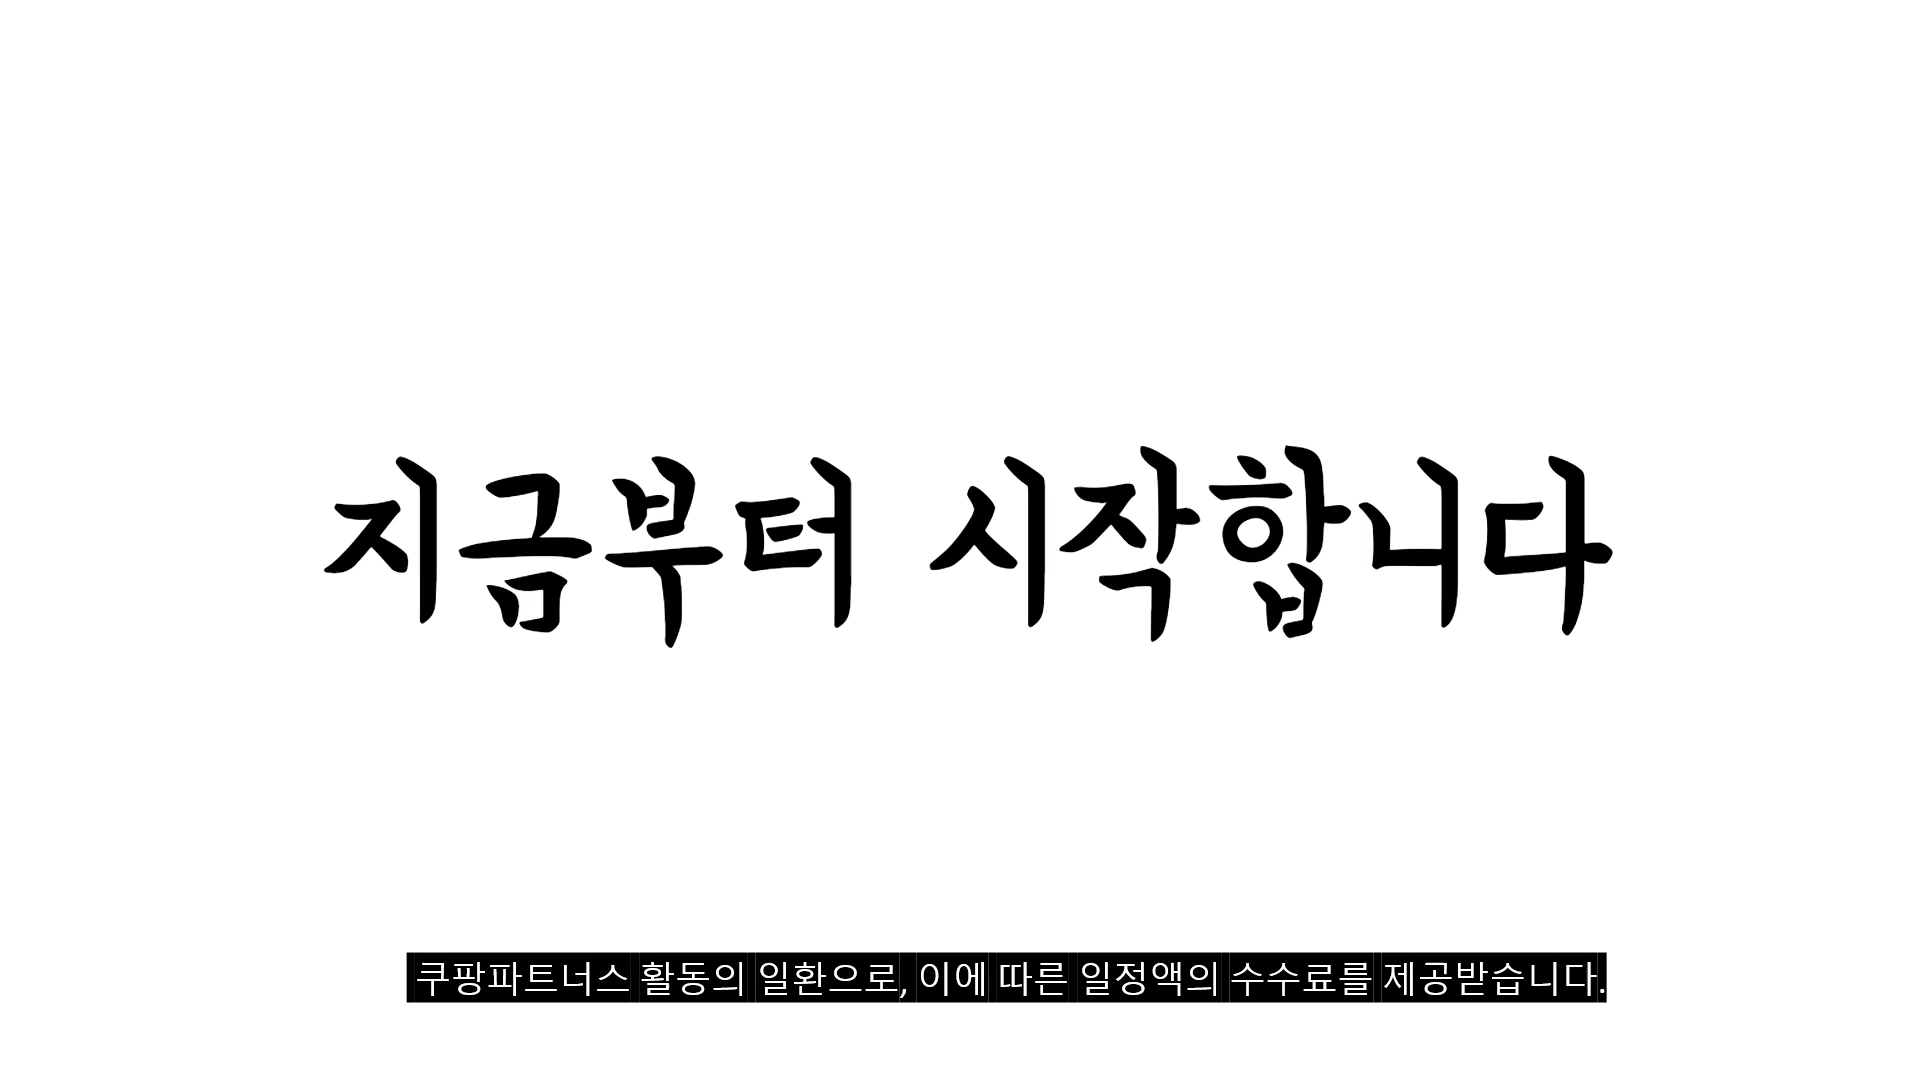 지금부터 시작합니다
쿠팡파트너스 활동의 일환으로, 이에 따른 일정액의 수수료를 제공받습니다.